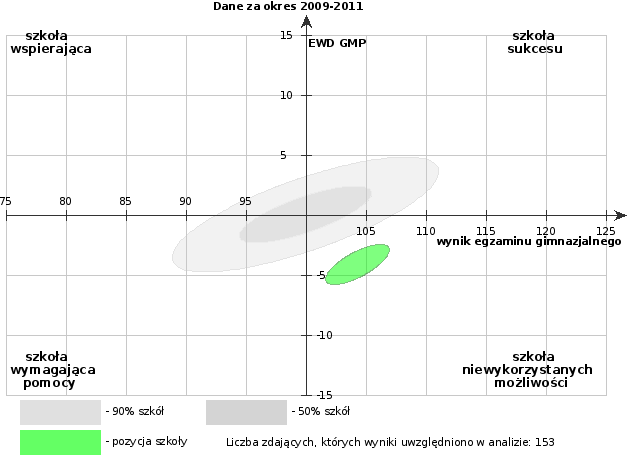 Dane za okres 2009-2011
szkoła
wspierająca
EWD GMP
szkoła
sukcesu
15
10
5
75
80
85
90
95
105
110
115
120
125
wynik egzaminu gimnazjalnego
-5
-10
-15
szkoła
wymagająca
pomocy
szkoła
niewykorzystanych
możliwości
- 90% szkół
- 50% szkół
- pozycja szkoły
Liczba zdających, których wyniki uwzględniono w analizie: 153